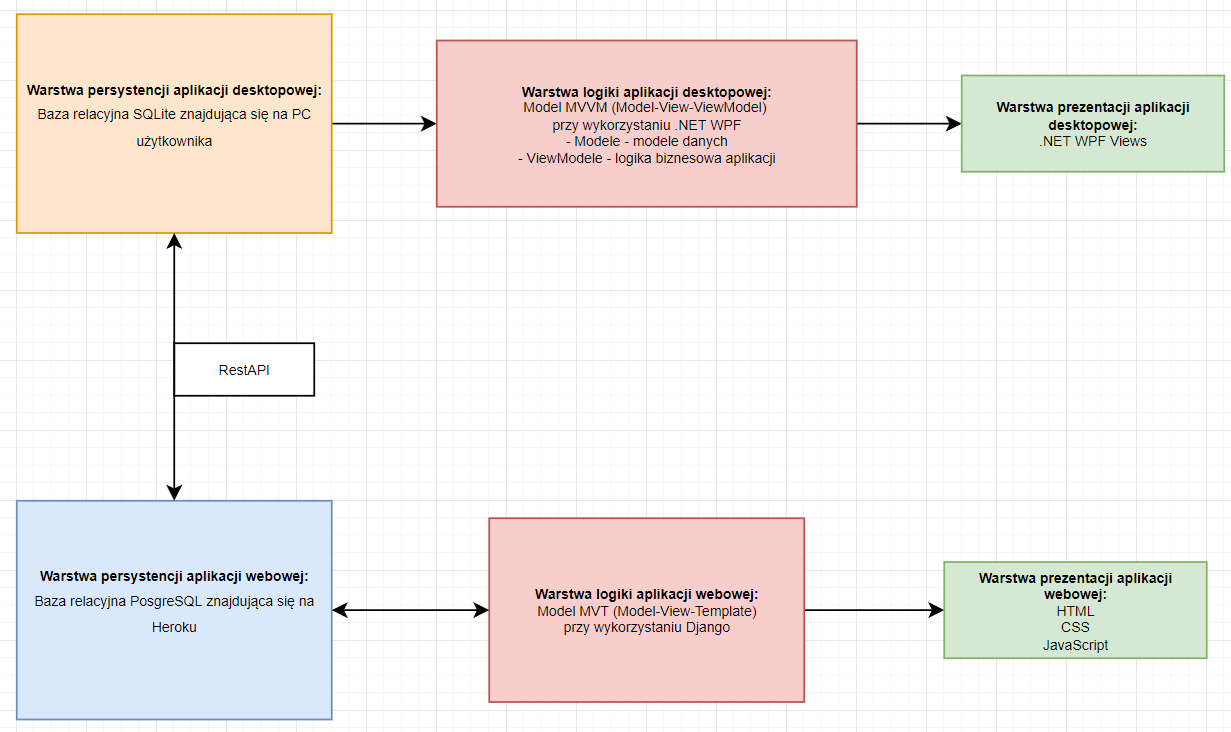 Warstwa persystencji aplikacji desktopowej:
Baza relacyjna SQLite znajdująca się na PC
użytkownika
Warstwa logiki aplikacji desktopowej:
Model MVVM (Model-View-ViewModel)
przy wykorzystaniu .NET WPF
- Modele - modele danych
- ViewModele - logika biznesowa aplikacji
Warstwa prezentacji aplikacji
desktopowej:
.NET WPF Views
RestAPI
Warstwa persystencji aplikacji webowej:
Baza relacyjna PosgreSQL znajdująca się na
Heroku
Warstwa logiki aplikacji webowej:
Model MVT (Model-View-Template)
przy wykorzystaniu Django
Warstwa prezentacji aplikacji
webowej:
HTML
CSS
JavaScript